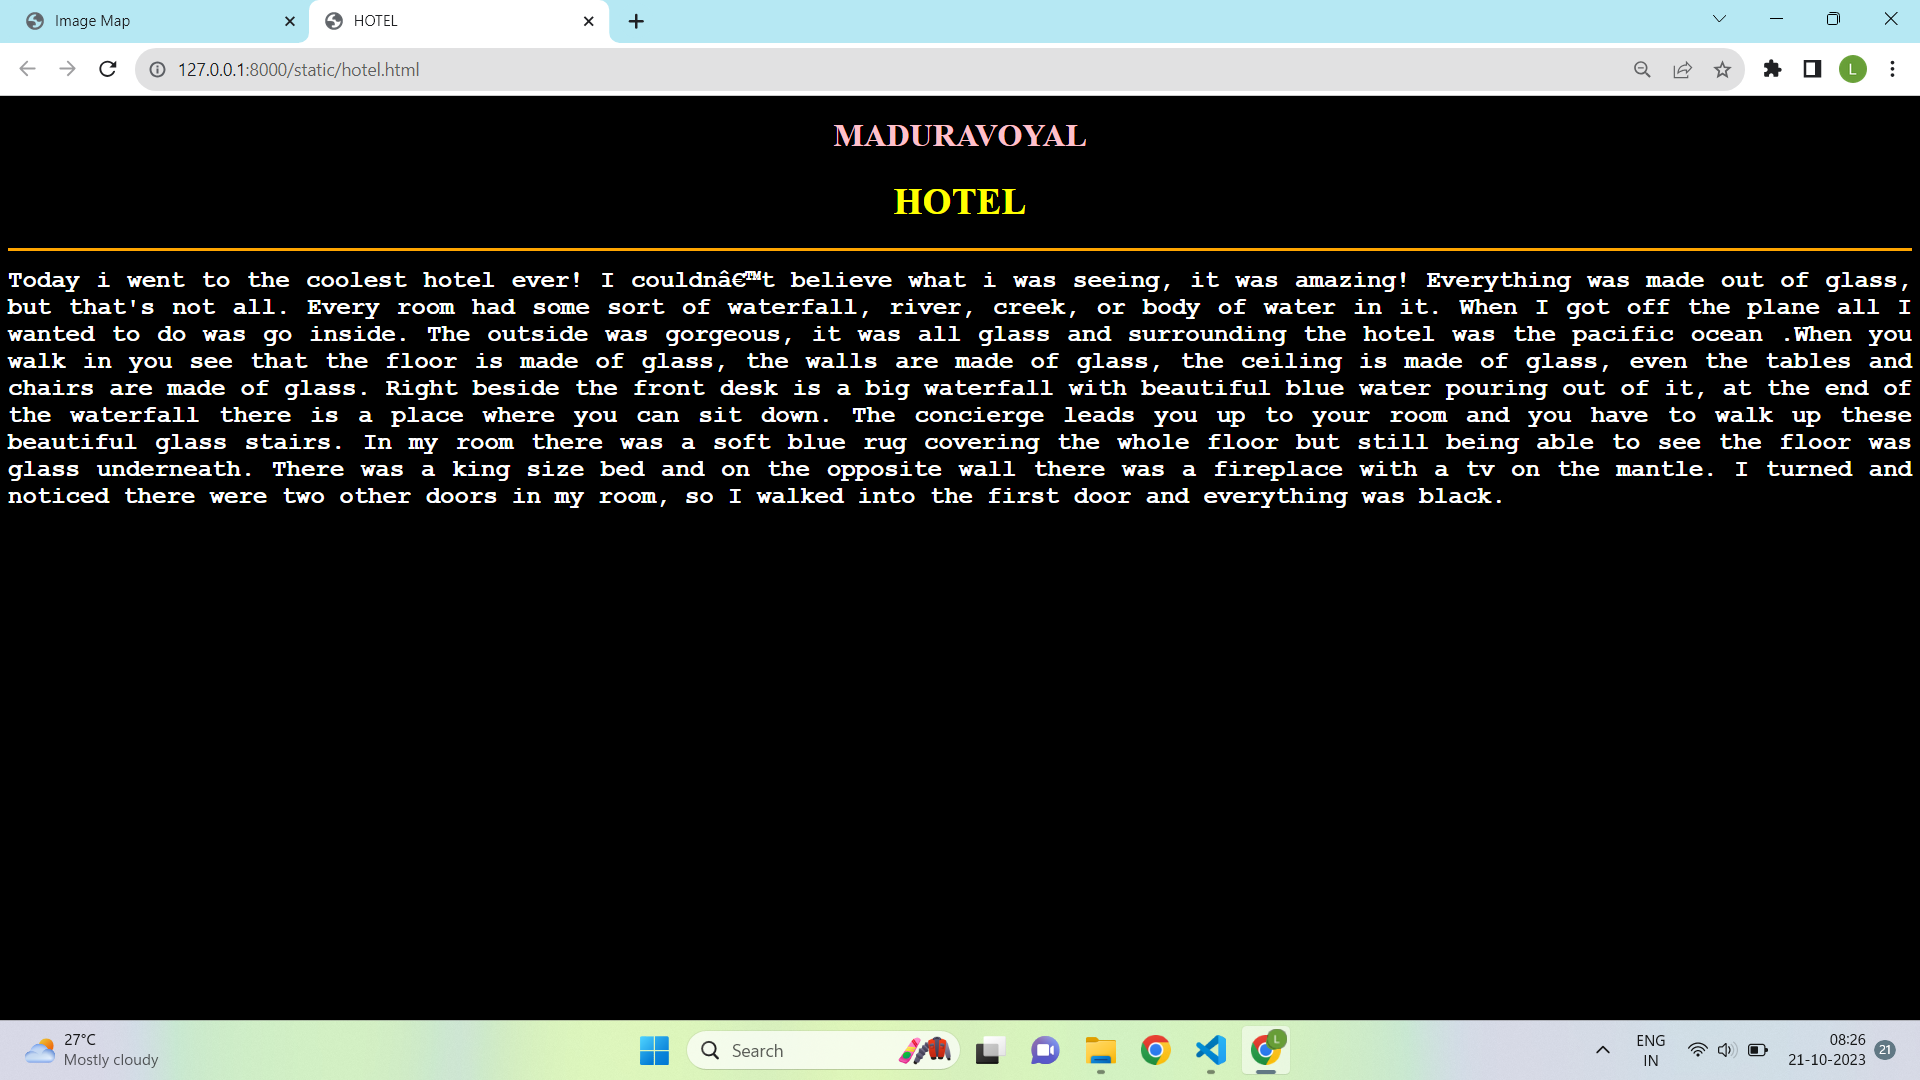 Image Map
HOTEL
127.0.0.1:8000/static/hotel.html
L
MADURAVOYAL
HOTEL
Today i went to the coolest hotel ever! I couldnâ€™t believe what i was seeing, it was amazing! Everything was made out of glass,
but that's not all. Every room had some sort of waterfall, river, creek, or body of water in it. When I got off the plane all I
wanted to do was go inside. The outside was gorgeous, it was all glass and surrounding the hotel was the pacific ocean .When you
walk in you see that the floor is made of glass, the walls are made of glass, the ceiling is made of glass, even the tables and
chairs are made of glass. Right beside the front desk is a big waterfall with beautiful blue water pouring out of it, at the end of
the waterfall there is a place where you can sit down. The concierge leads you up to your room and you have to walk up these
beautiful glass stairs. In my room there was a soft blue rug covering the whole floor but still being able to see the floor was
glass underneath. There was a king size bed and on the opposite wall there was a fireplace with a tv on the mantle. I turned and
noticed there were two other doors in my room, so I walked into the first door and everything was black.
27°C
Mostly cloudy
Search
L
ENG
IN
08:26
21-10-2023
21